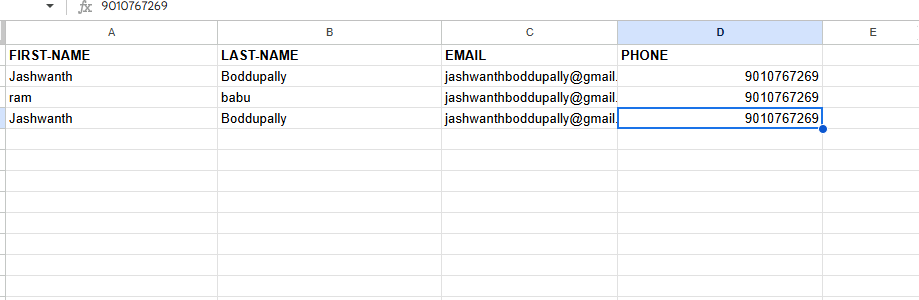 fx 9010767269
A B C D E
FIRST-NAME LAST-NAME EMAIL PHONE
Jashwanth Boddupally jashwanthboddupally@gmail. 9010767269
ram babu jashwanthboddupally@gmail. 9010767269
Jashwanth Boddupally jashwanthboddupally@gmail. 9010767269